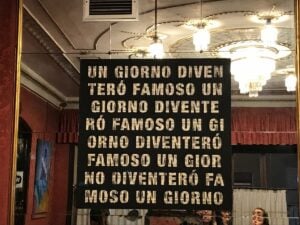 UN GIORNO DIVEN
TERÓ FAMOSO UN
GIORNO DIVENTE
RÓ FAMOSO UN GI
ORNO DIVENTERÓ
FAMOSO UN GIOR
NO DIVENTERÓ FA
MOSO UN GIORNO